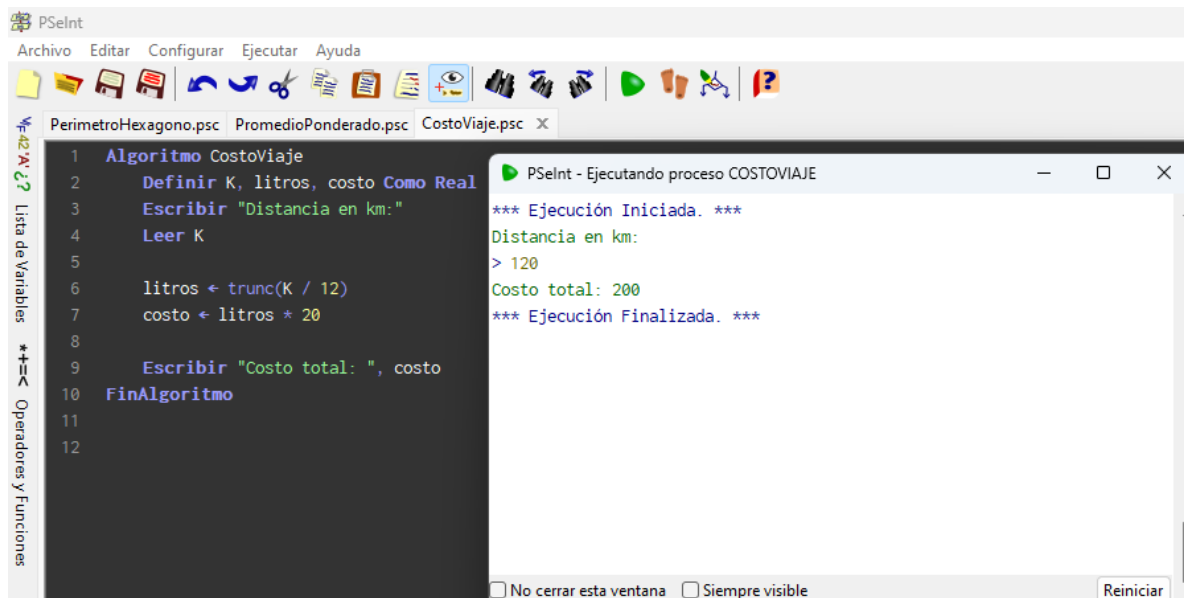 PSeInt
Archivo Editar Configurar Ejecutar Ayuda
PerimetroHexagono.psc PromedioPonderado.psc CostoViaje.psc X
42 'A' ¿? Lista de Variables
*+=< Operadores y Funciones
1 Algoritmo CostoViaje
2 Definir K, litros, costo Como Real
3 Escribir "Distancia en km:"
4 Leer K
5
6 litros ← trunc(K / 12)
7 costo ← litros * 20
8
9 Escribir "Costo total: ", costo
10 FinAlgoritmo
11
12
PSeInt - Ejecutando proceso COSTOVIAJE
*** Ejecución Iniciada. ***
Distancia en km:
> 120
Costo total: 200
*** Ejecución Finalizada. ***
No cerrar esta ventana Siempre visible Reiniciar